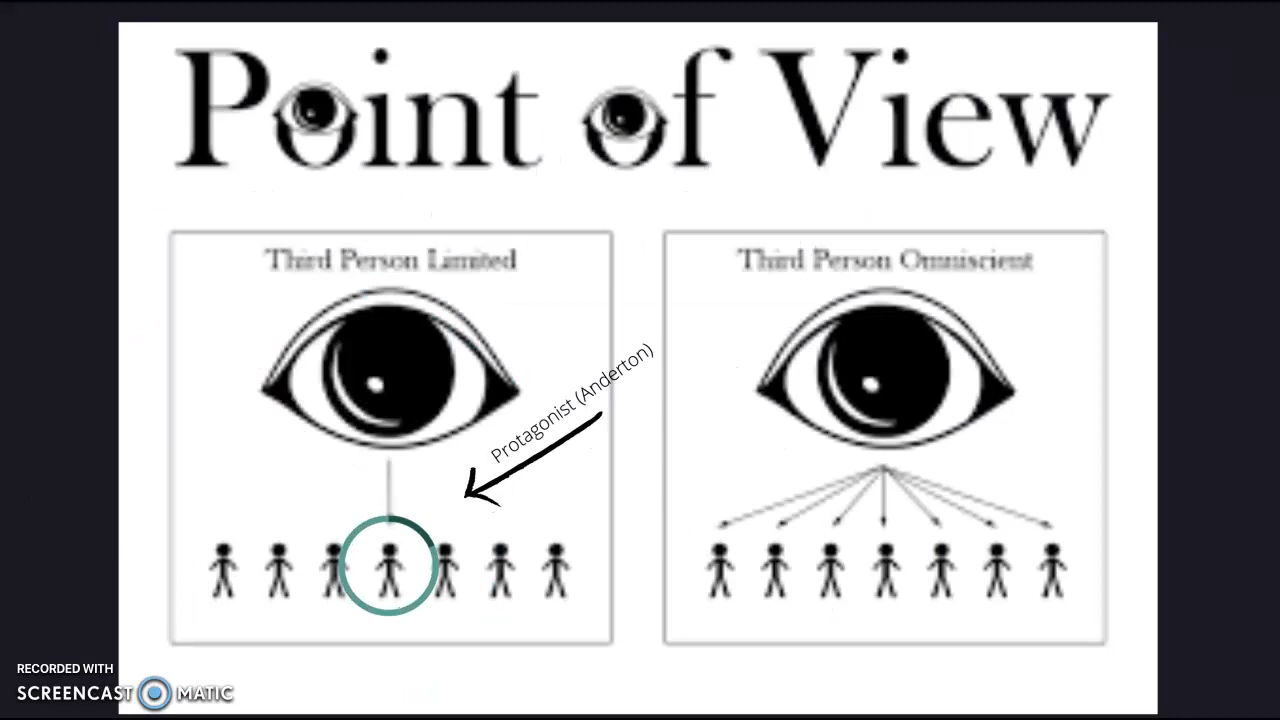 Point of View
Third Person Limited
Third Person Omniscient
Protagonist (Anderton)
RECORDED WITH
SCREENCAST MATIC